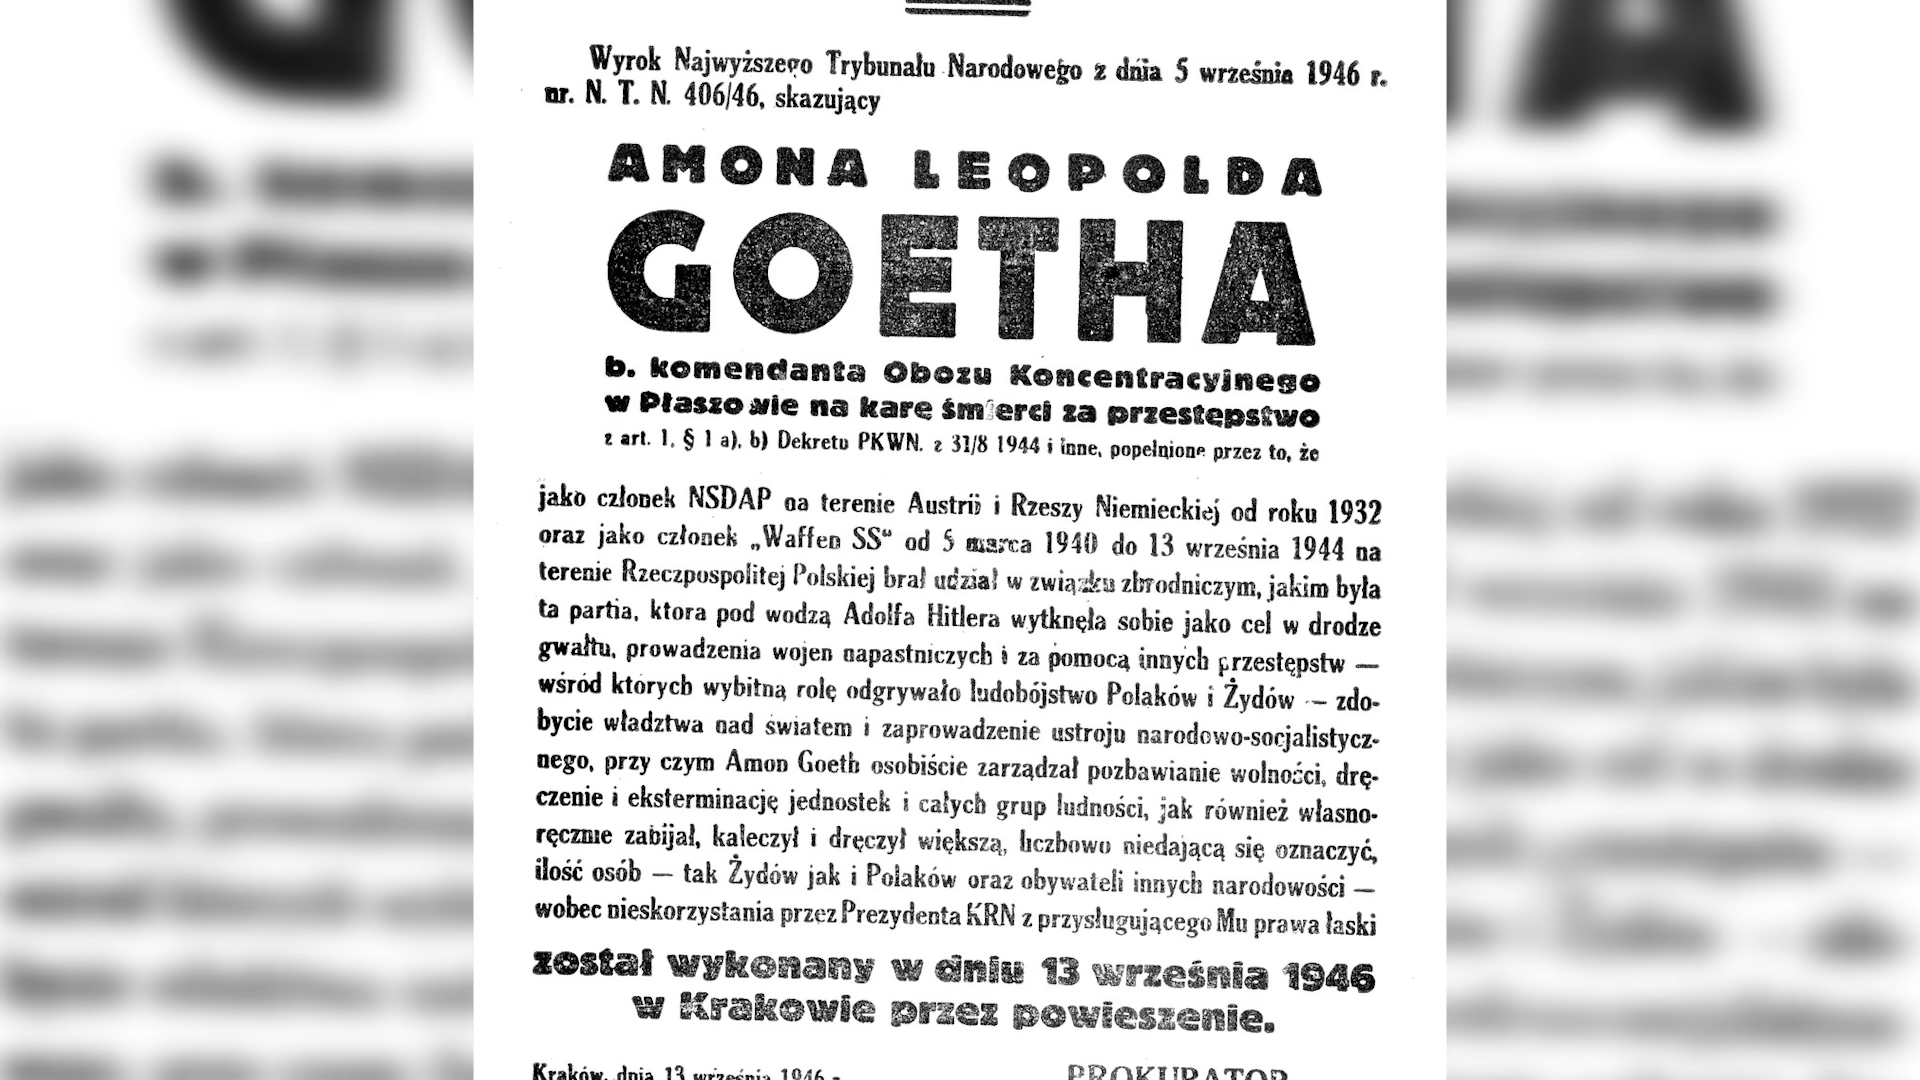 Wyrok Najwyższego Trybunału Narodowego z dnia 5 września 1946 r.
nr. N. T. N. 406/46, skazujący
AMONA LEOPOLDA
GOETHA
b. komendanta Obozu Koncentracyjnego
w Płaszowie na karę śmierci za przestępstwo
z art. 1, § 1 a), b) Dekretu PKWN. z 31/8 1944 i inne, popełnione przez to, że
jako członek NSDAP na terenie Austrii i Rzeszy Niemieckiej od roku 1932
oraz jako członek „Waffen SS“ od 5 marca 1940 do 13 września 1944 na
terenie Rzeczpospolitej Polskiej brał udział w związku zbrodniczym, jakim była
ta partia, ktora pod wodzą Adolfa Hitlera wytknęła sobie jako cel w drodze
gwałtu, prowadzenia wojen napastniczych i za pomocą innych przestępstw —
wśród ktorych wybitną rolę odgrywało ludobójstwo Polaków i Żydów — zdo-
bycie władztwa nad światem i zaprowadzenie ustroju narodowo-socjalistycz-
nego, przy czym Amon Goeth osobiście zarządzał pozbawianie wolności, drę-
czenie i eksterminację jednostek i całych grup ludności, jak również własno-
ręcznie zabijał, kaleczył i dręczył większą, liczbowo niedającą się oznaczyć,
ilość osób — tak Żydów jak i Polaków oraz obywateli innych narodowości —
wobec nieskorzystania przez Prezydenta KRN z przysługującego Mu prawa łaski
został wykonany w dniu 13 września 1946
w Krakowie przez powieszenie.
Kraków, dnia 13 września 1946 r.
PROKURATOR